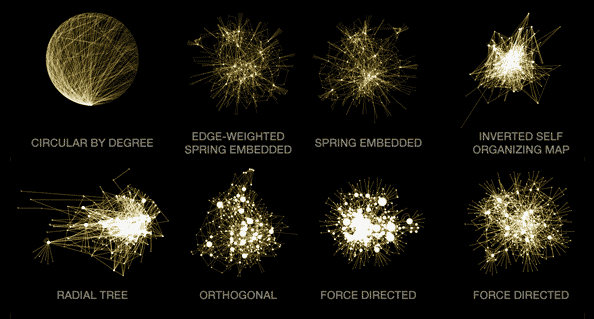 CIRCULAR BY DEGREE
EDGE-WEIGHTED
SPRING EMBEDDED
SPRING EMBEDDED
INVERTED SELF
ORGANIZING MAP
RADIAL TREE
ORTHOGONAL
FORCE DIRECTED
FORCE DIRECTED